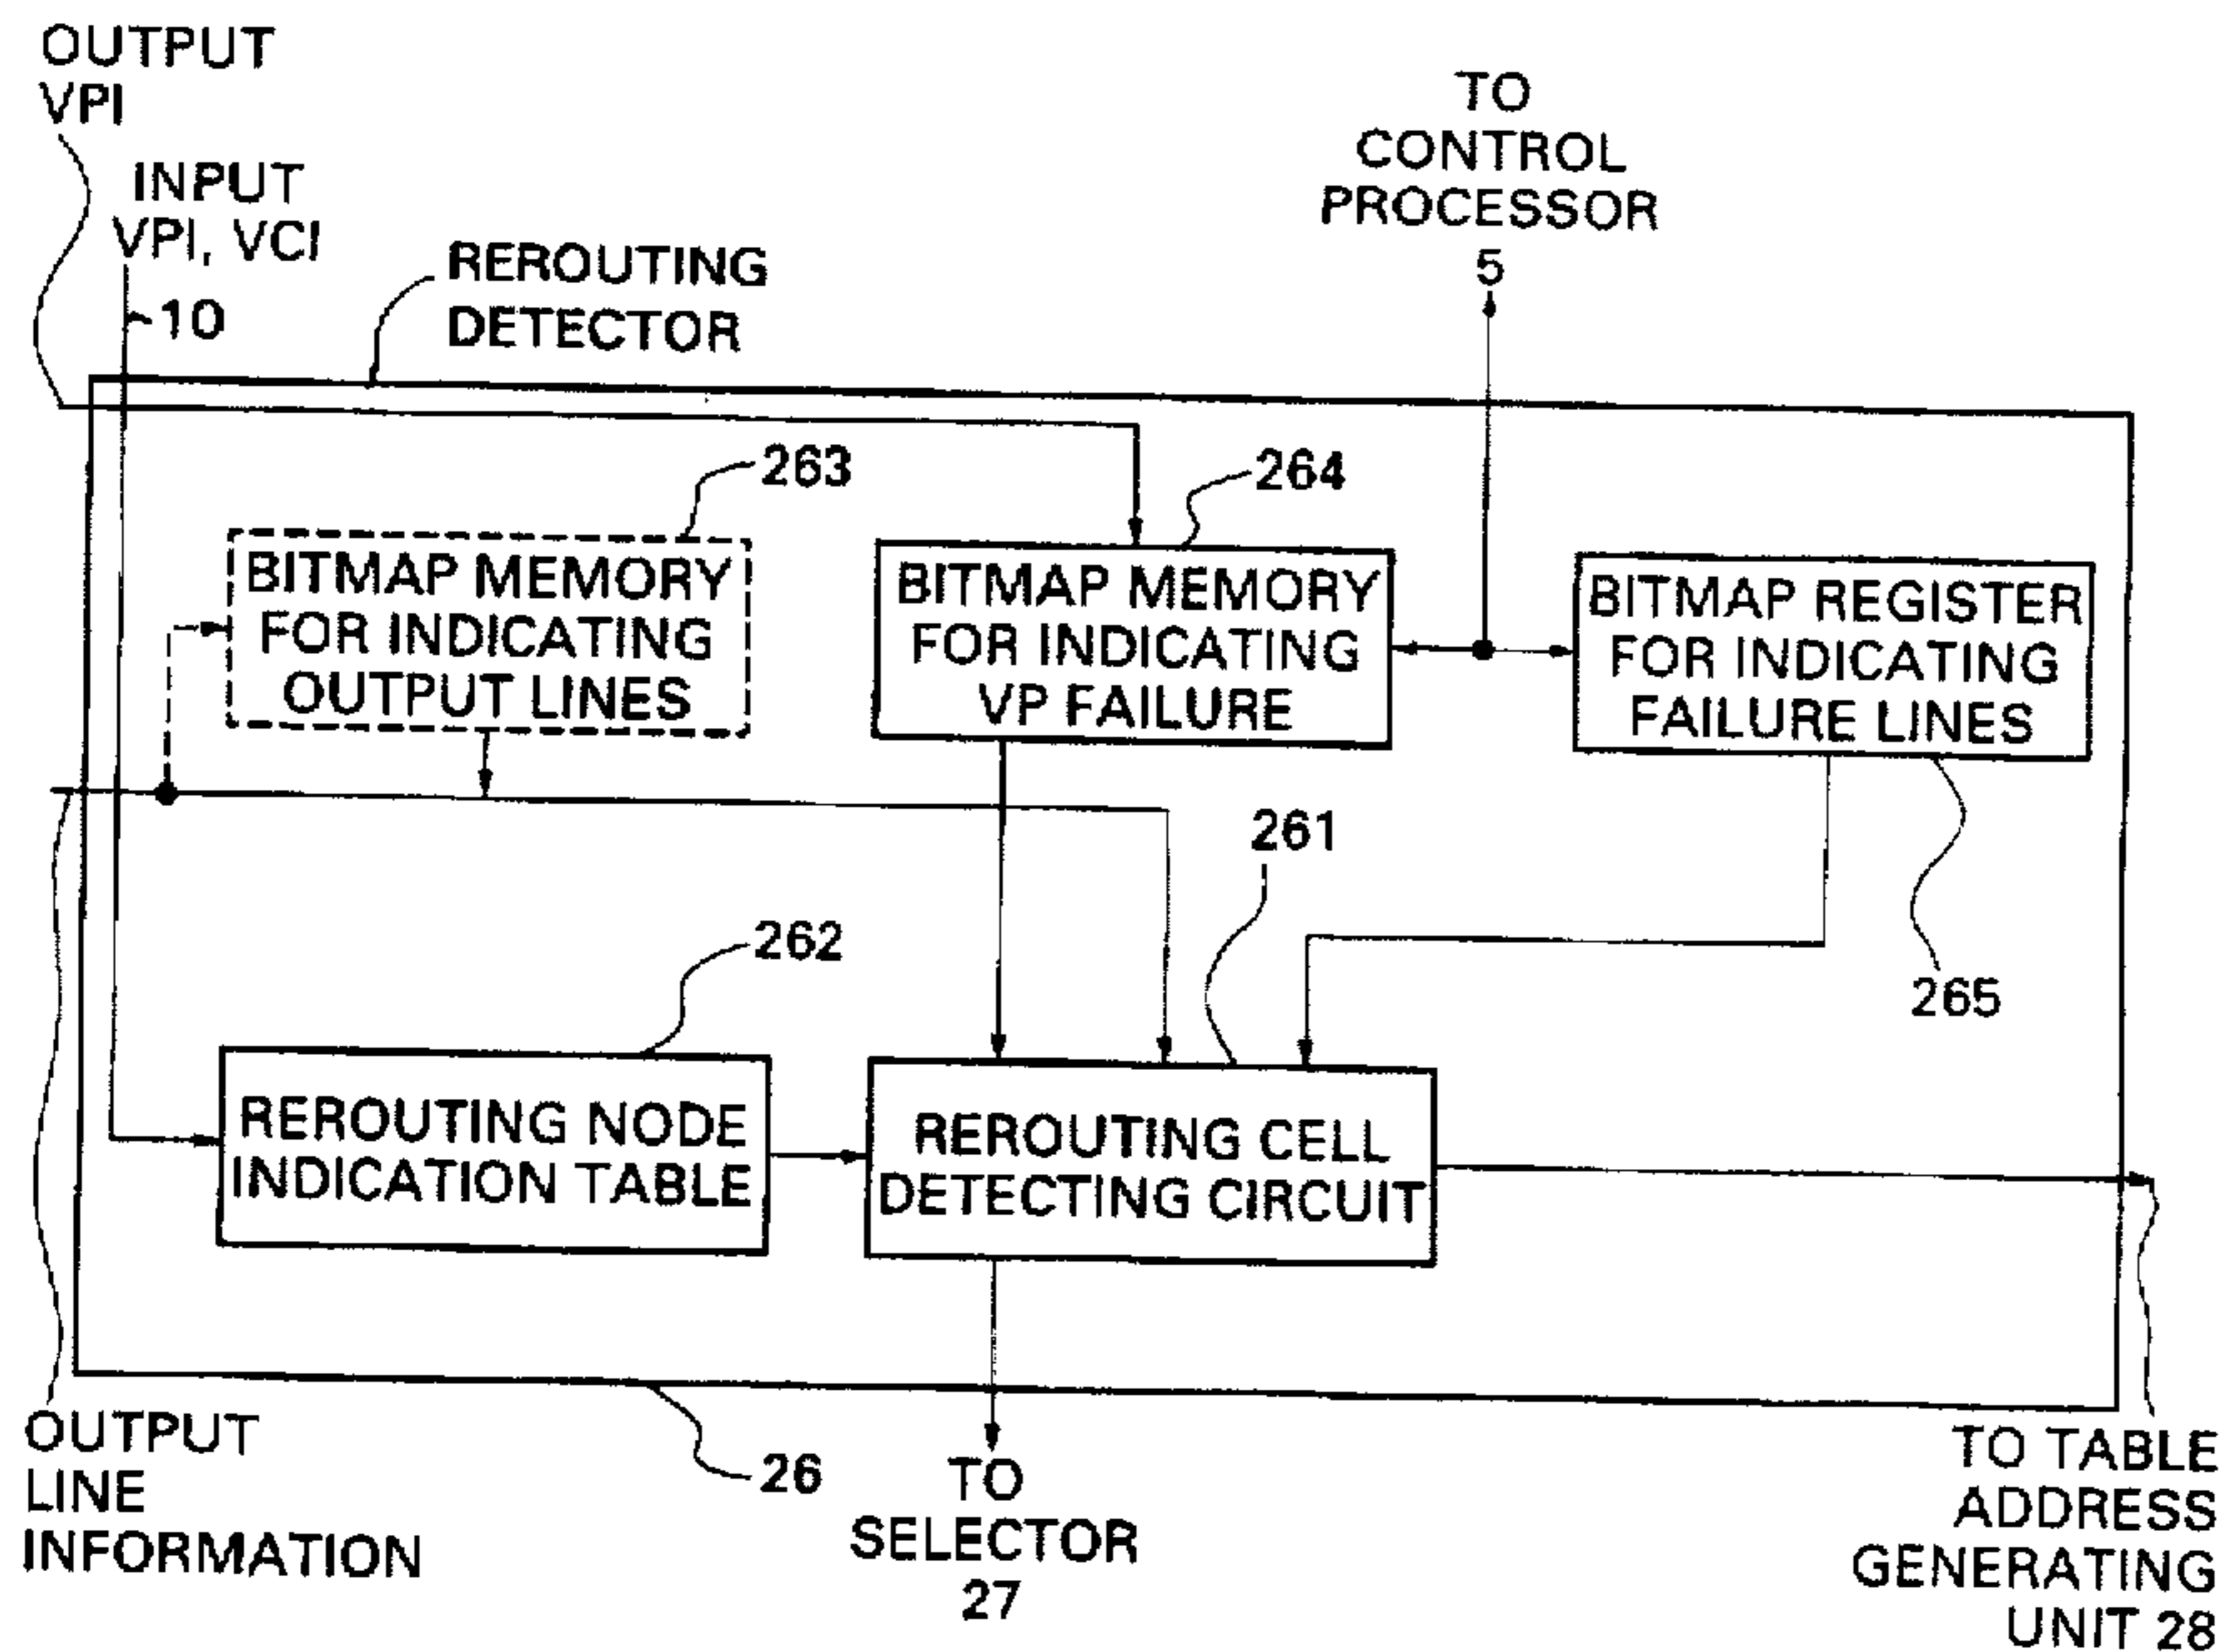 OUTPUT
VPI
INPUT
VPI, VCI
10
REROUTING
DETECTOR
TO
CONTROL
PROCESSOR
5
263
264
BITMAP MEMORY
FOR INDICATING
OUTPUT LINES
BITMAP MEMORY
FOR INDICATING
VP FAILURE
BITMAP REGISTER
FOR INDICATING
FAILURE LINES
261
262
265
REROUTING NODE
INDICATION TABLE
REROUTING CELL
DETECTING CIRCUIT
OUTPUT
LINE
INFORMATION
26
TO
SELECTOR
27
TO TABLE
ADDRESS
GENERATING
UNIT 28